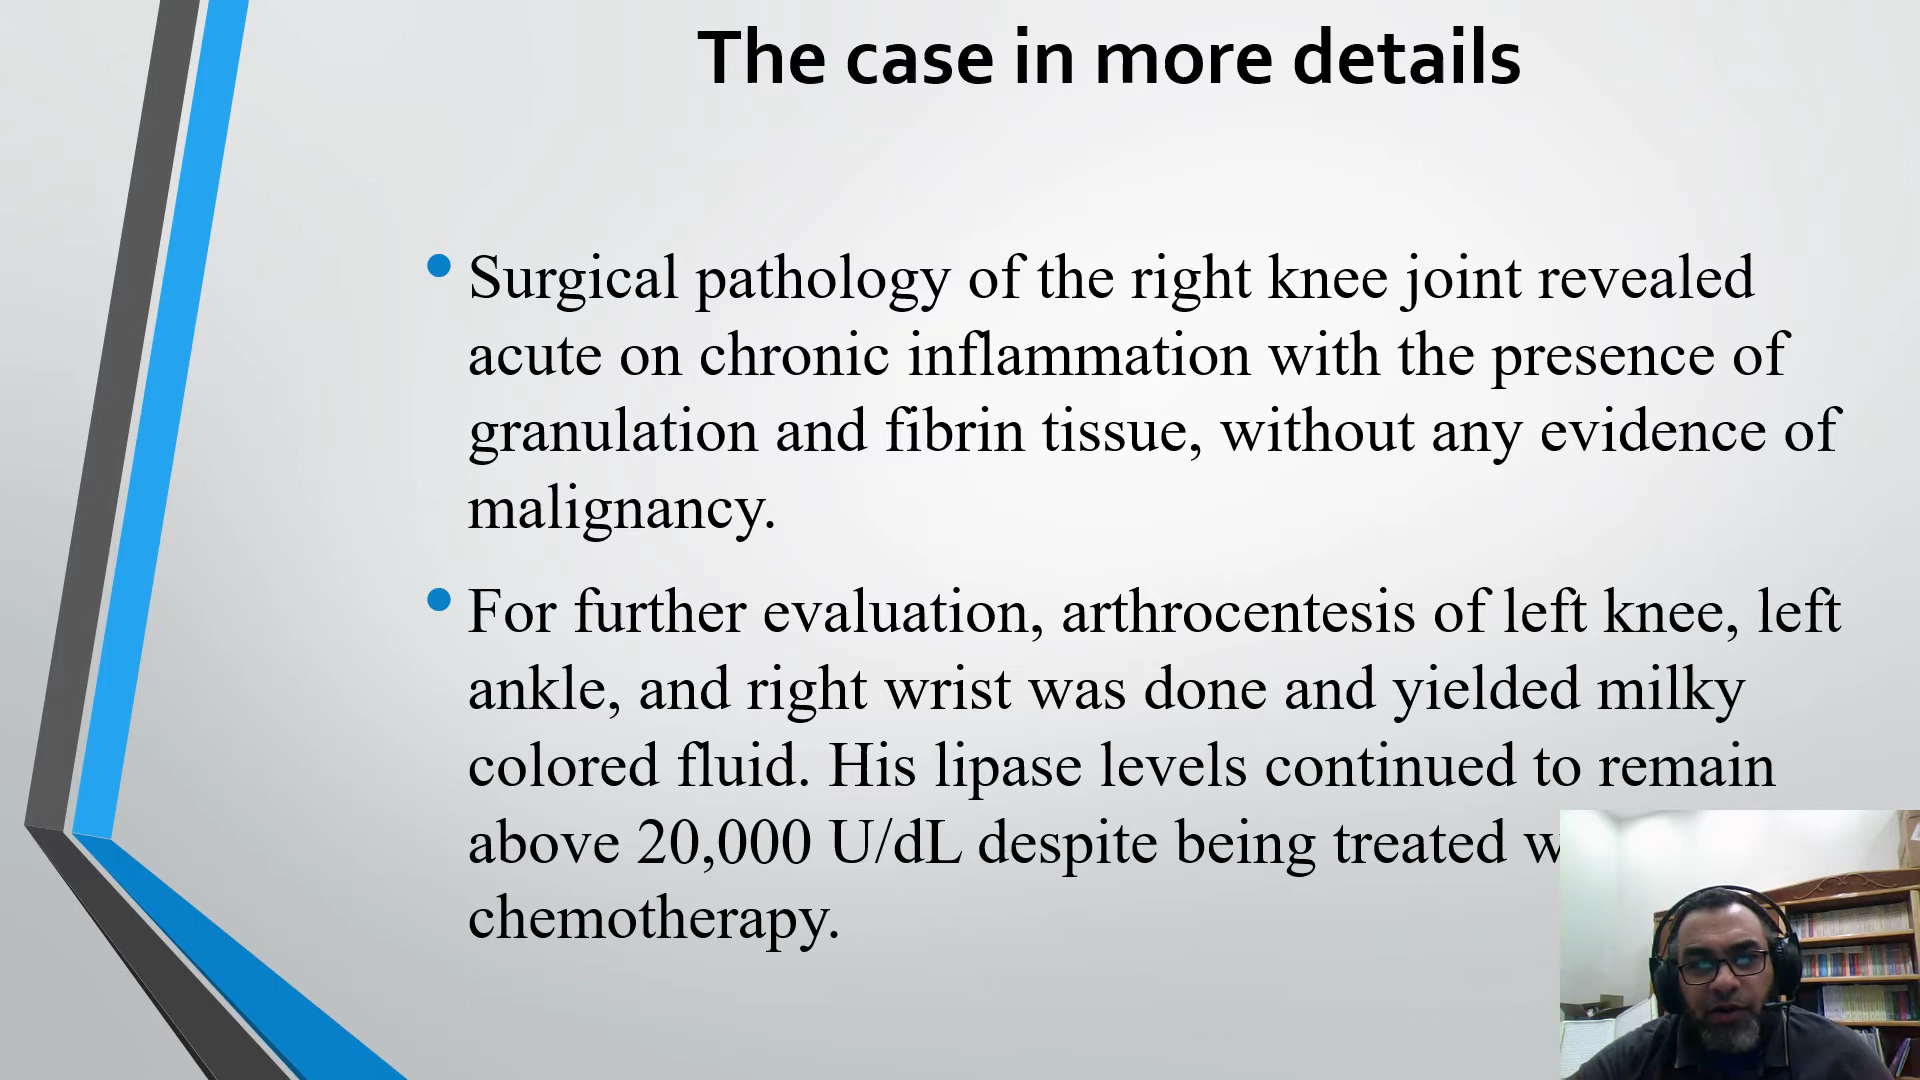 The case in more details
• Surgical pathology of the right knee joint revealed
acute on chronic inflammation with the presence of
granulation and fibrin tissue, without any evidence of
malignancy.
• For further evaluation, arthrocentesis of left knee, left
ankle, and right wrist was done and yielded milky
colored fluid. His lipase levels continued to remain
above 20,000 U/dL despite being treated
chemotherapy.